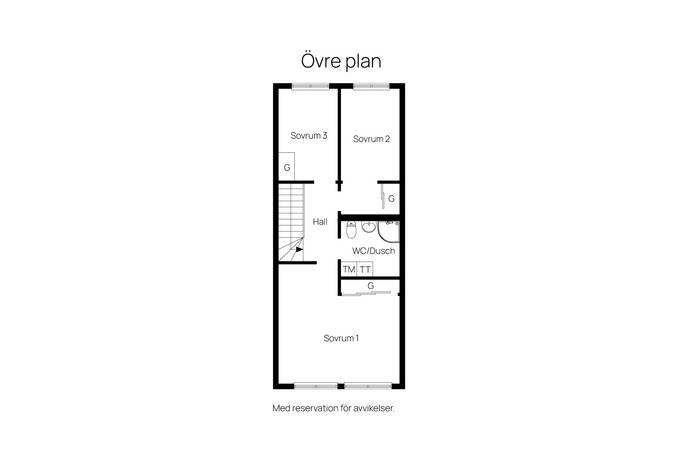 Övre plan
Sovrum 3
Sovrum 2
G
G
Hall
WC/Dusch
TM TT
G
Sovrum 1
Med reservation för avvikelser.